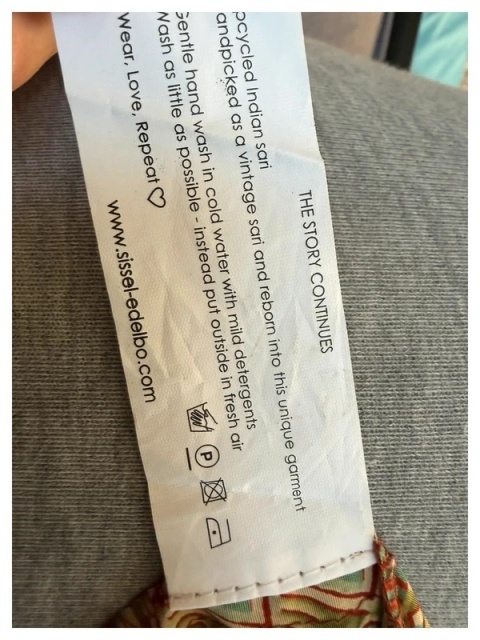 THE STORY CONTINUES
pcycled Indian sari
andpicked as a vintage sari and reborn into this unique garment
Gentle hand wash in cold water with mild detergents
Wash as little as possible - instead put outside in fresh air
Wear, Love, Repeat♡
www.sissel-edelbo.com
P